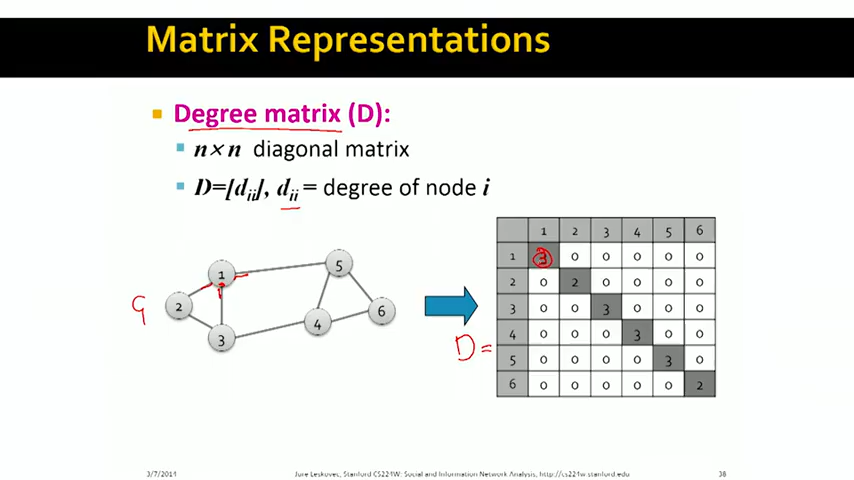 Matrix Representations
Degree matrix (D):
n × n diagonal matrix
D=[dii], dii = degree of node i
1 2 3 4 5 6
1 3 0 0 0 0 0
2 0 2 0 0 0 0
3 0 0 3 0 0 0
4 0 0 0 3 0 0
5 0 0 0 0 3 0
6 0 0 0 0 0 2
G
1
2
3
4
5
6
D=
3/7/2014 Jure Leskovec, Stanford CS224W: Social and Information Network Analysis, http://cs224w.stanford.edu 38